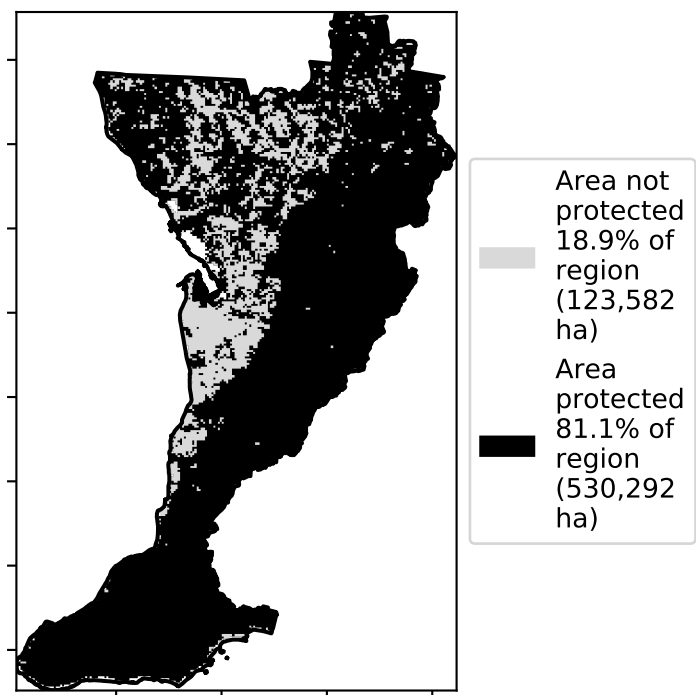 Area not
protected
18.9% of
region
(123,582
ha)
Area
protected
81.1% of
region
(530,292
ha)